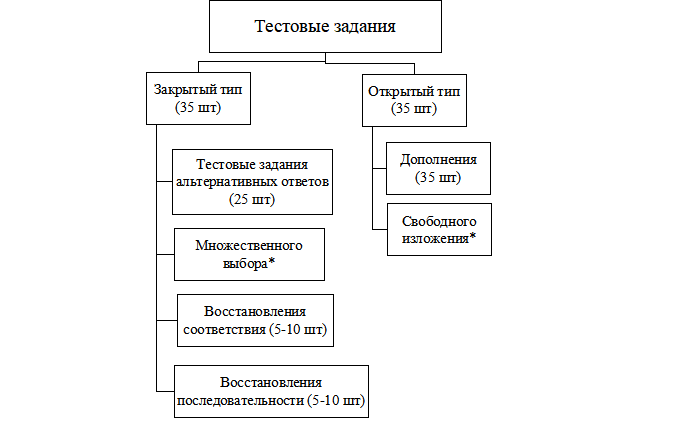 Тестовые задания
Закрытый тип
(35 шт)
Открытый тип
(35 шт)
Тестовые задания
альтернативных ответов
(25 шт)
Множественного
выбора*
Восстановления
соответствия (5-10 шт)
Восстановления
последовательности (5-10 шт)
Дополнения
(35 шт)
Свободного
изложения*